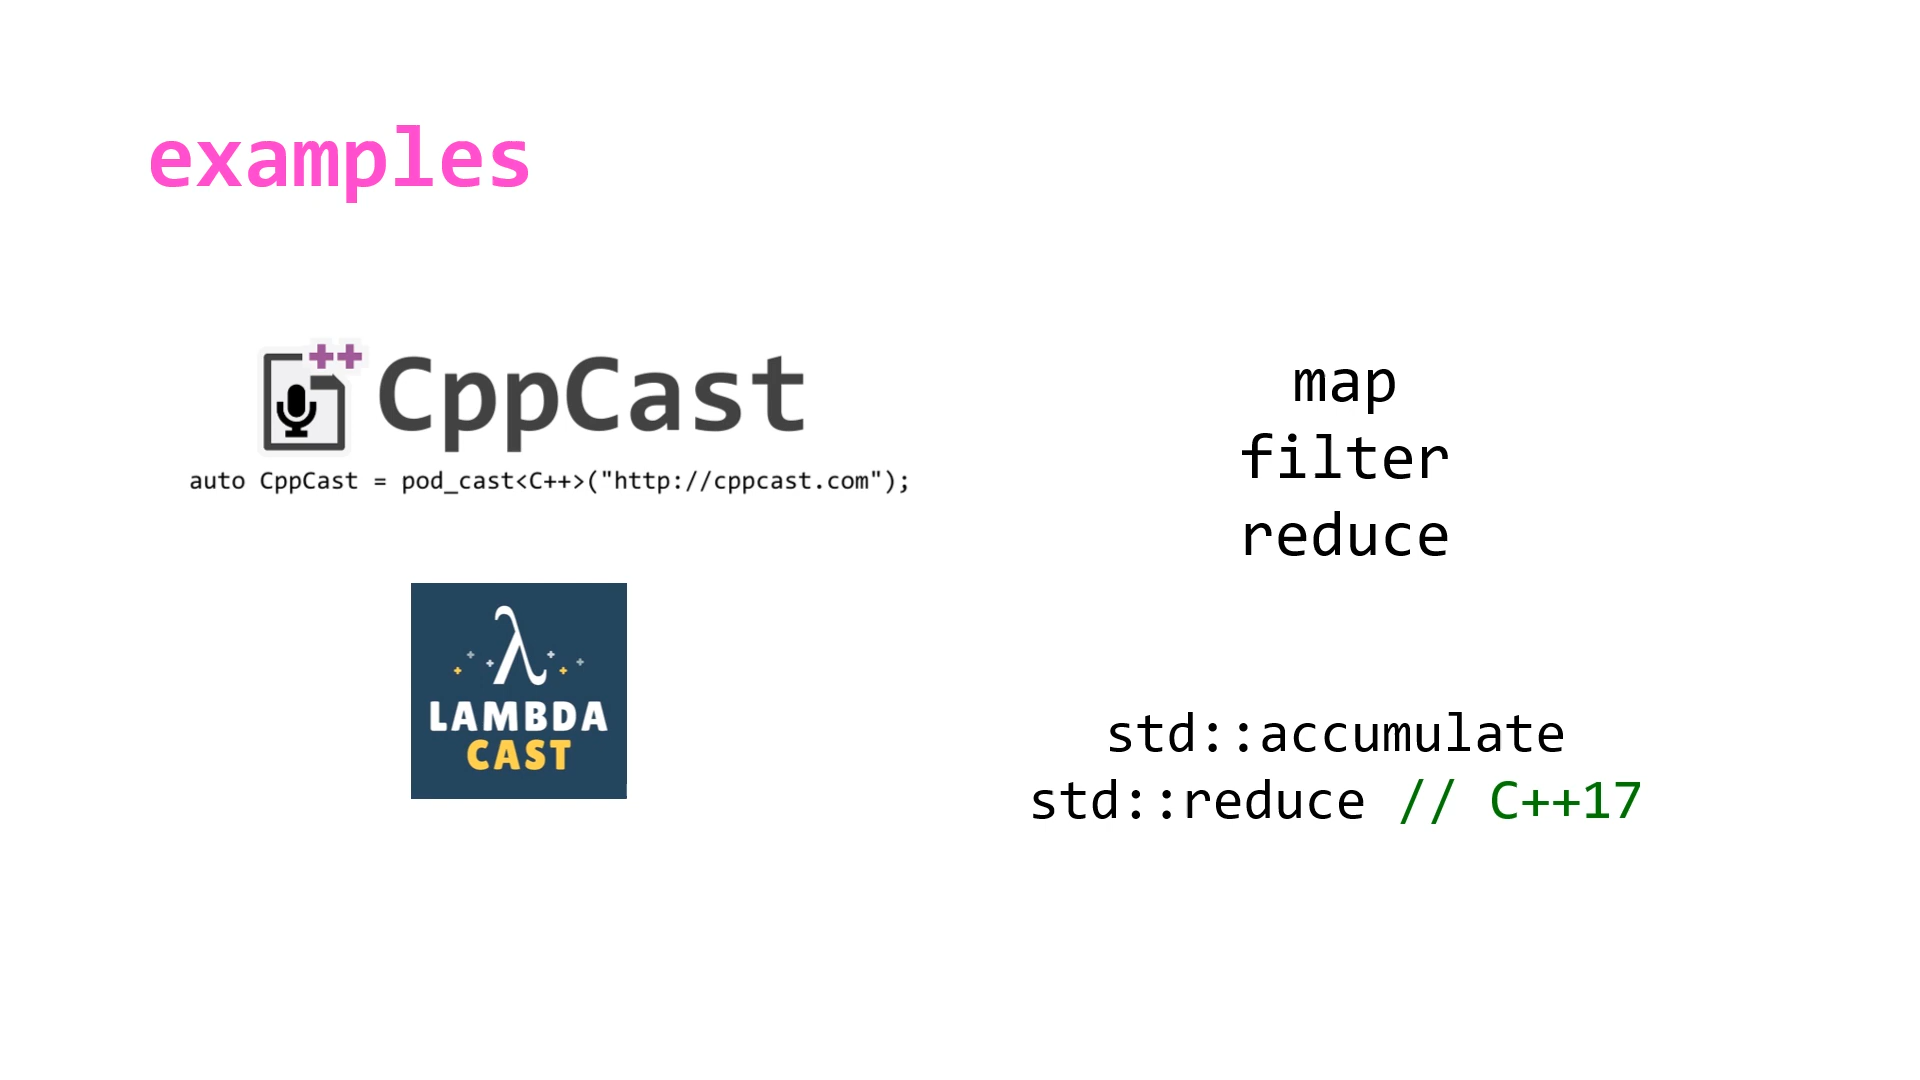 examples
++
CppCast
auto CppCast = pod_cast<C++>("http://cppcast.com");
λ
LAMBDA
CAST
map
filter
reduce
std::accumulate
std::reduce // C++17